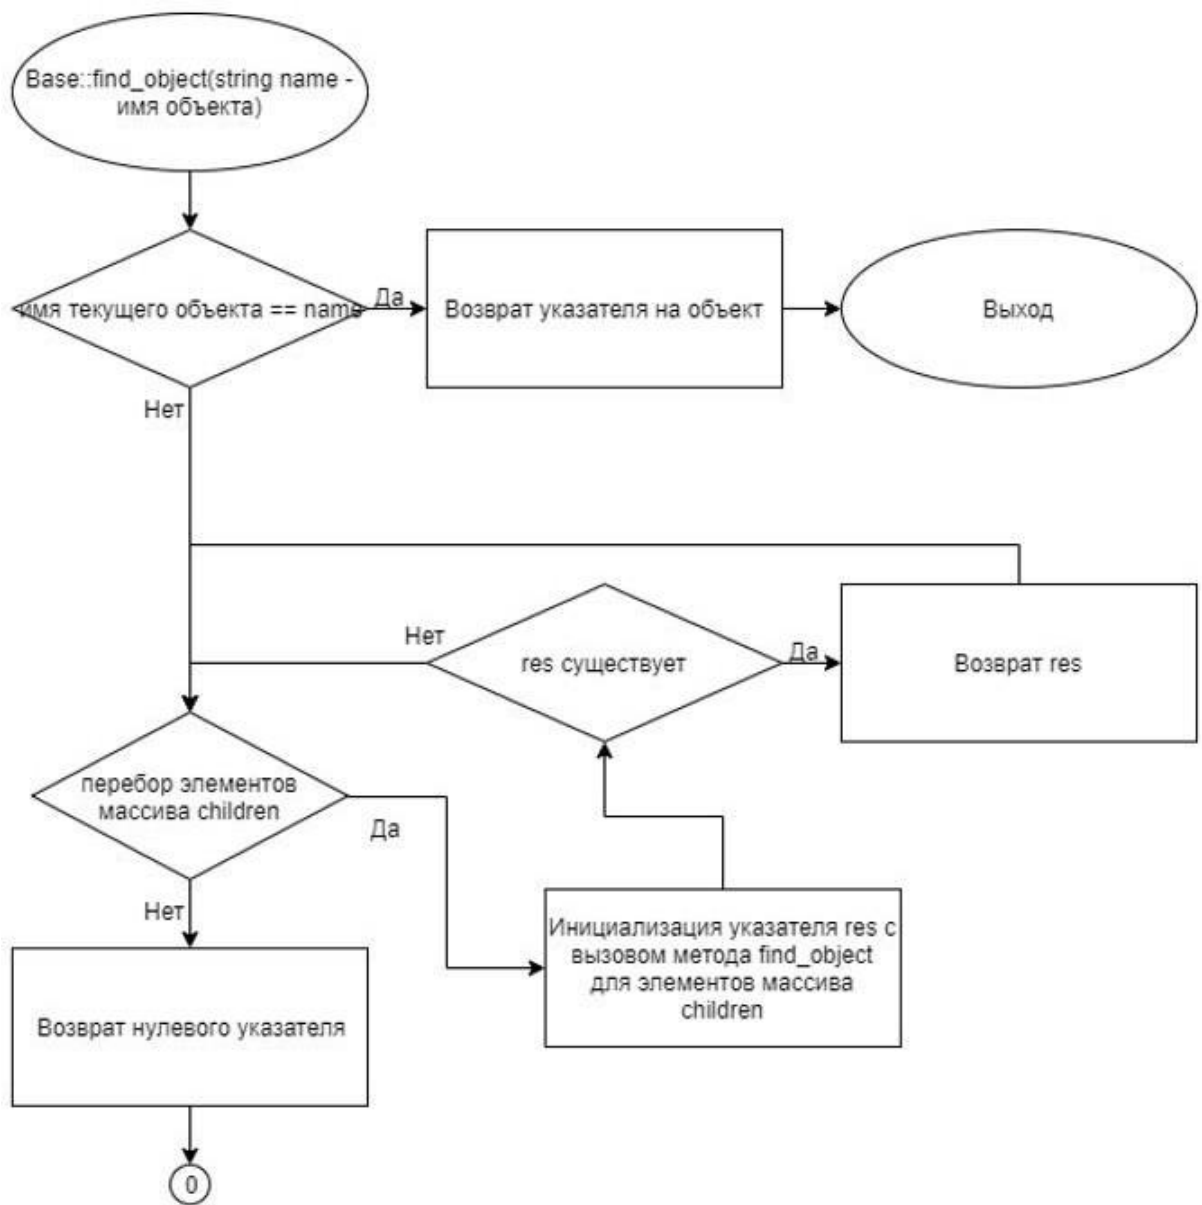 Base::find_object(string name -
имя объекта)
имя текущего объекта == name
Да
Возврат указателя на объект
Выход
Нет
Нет
res существует
Да
Возврат res
перебор элементов
массива children
Да
Нет
Инициализация указателя res с
вызовом метода find_object
для элементов массива
children
Возврат нулевого указателя
0